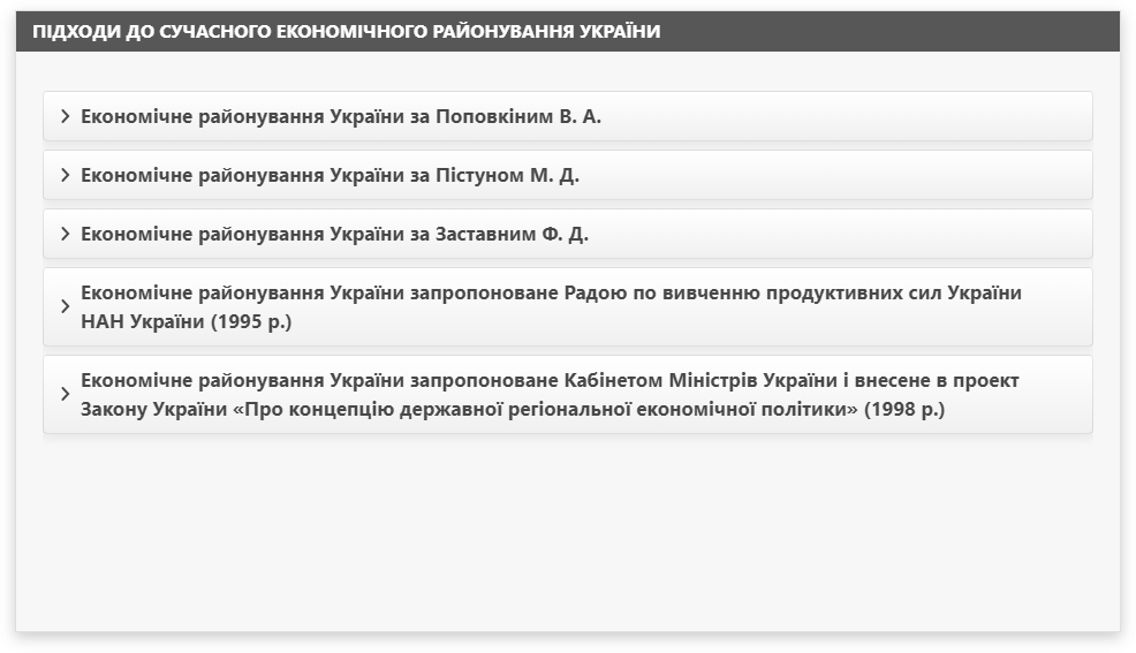 ПІДХОДИ ДО СУЧАСНОГО ЕКОНОМІЧНОГО РАЙОНУВАННЯ УКРАЇНИ
Економічне районування України за Поповкіним В. А.
Економічне районування України за Пістуном М. Д.
Економічне районування України за Заставним Ф. Д.
Економічне районування України запропоноване Радою по вивченню продуктивних сил України
НАН України (1995 р.)
Економічне районування України запропоноване Кабінетом Міністрів України і внесене в проект
Закону України «Про концепцію державної регіональної економічної політики» (1998 р.)